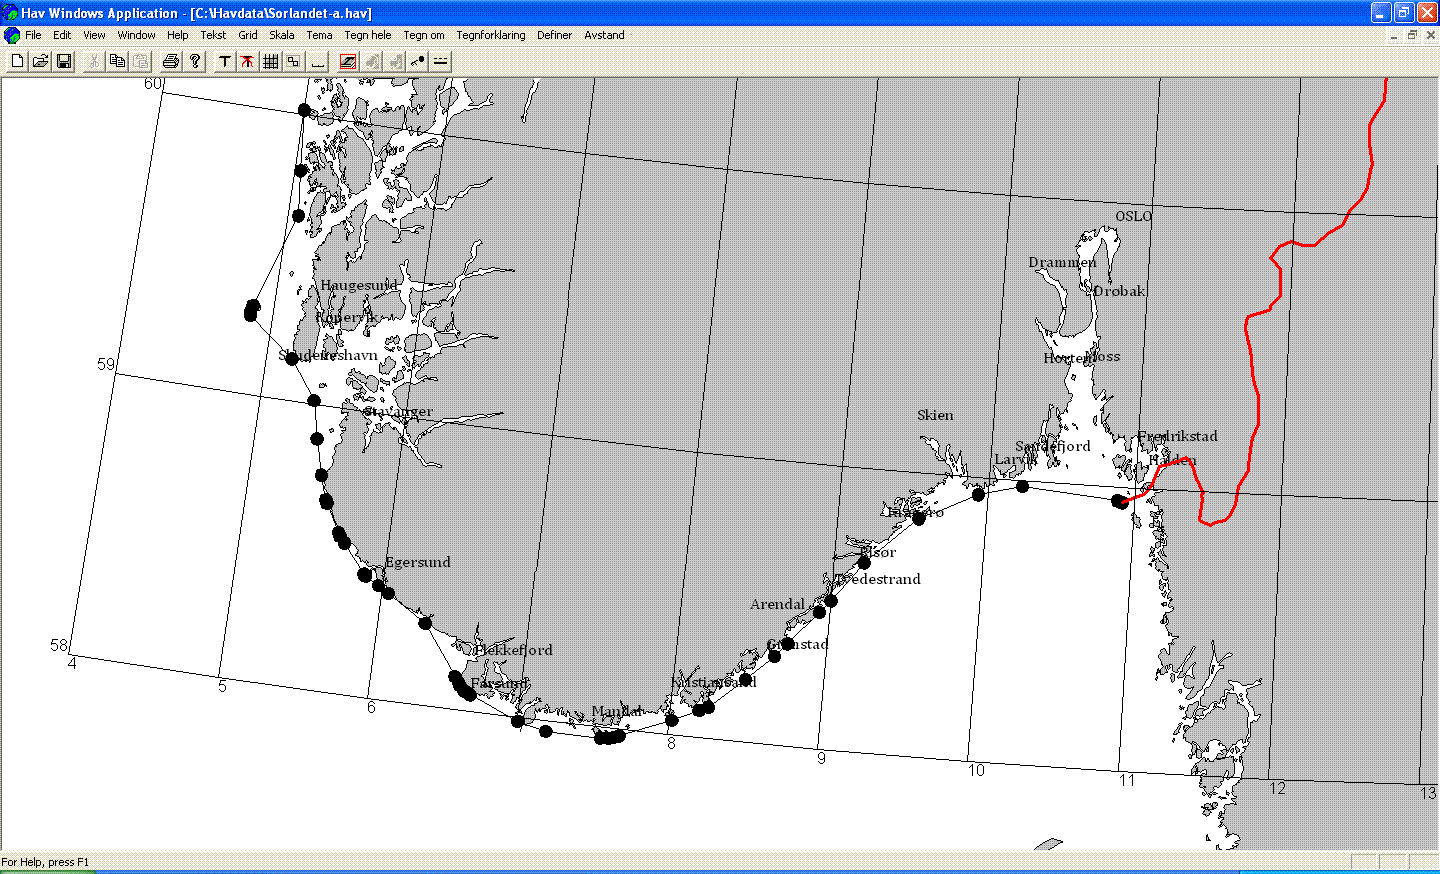 Hav Windows Application - [C:\Havdata\Sorlandet-a.hav]
File Edit View Window Help Tekst Grid Skala Tema Tegn hele Tegn om Tegnforklaring Definer Avstand
60
OSLO
Drammen
Haugesund
Drøbak
Kopervik
Skudeneshavn
Horten
Moss
59
Stavanger
Skien
Fredrikstad
Sandefjord
Larvik
Halden
Kragerø
Risør
Egersund
Tvedestrand
Arendal
Grimstad
58
Flekkefjord
4
Farsund
Kristiansand
5
6
Mandal
7
8
9
10
11
12
13
For Help, press F1